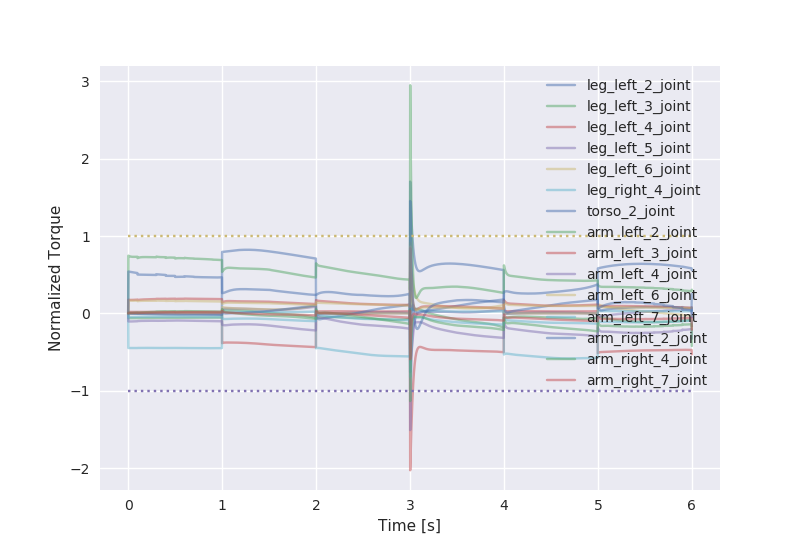 3
2
1
0
−1
−2
Normalized Torque
leg_left_2_joint
leg_left_3_joint
leg_left_4_joint
leg_left_5_joint
leg_left_6_joint
leg_right_4_joint
torso_2_joint
arm_left_2_joint
arm_left_3_joint
arm_left_4_joint
arm_left_6_joint
arm_left_7_joint
arm_right_2_joint
arm_right_4_joint
arm_right_7_joint
0 1 2 3 4 5 6
Time [s]